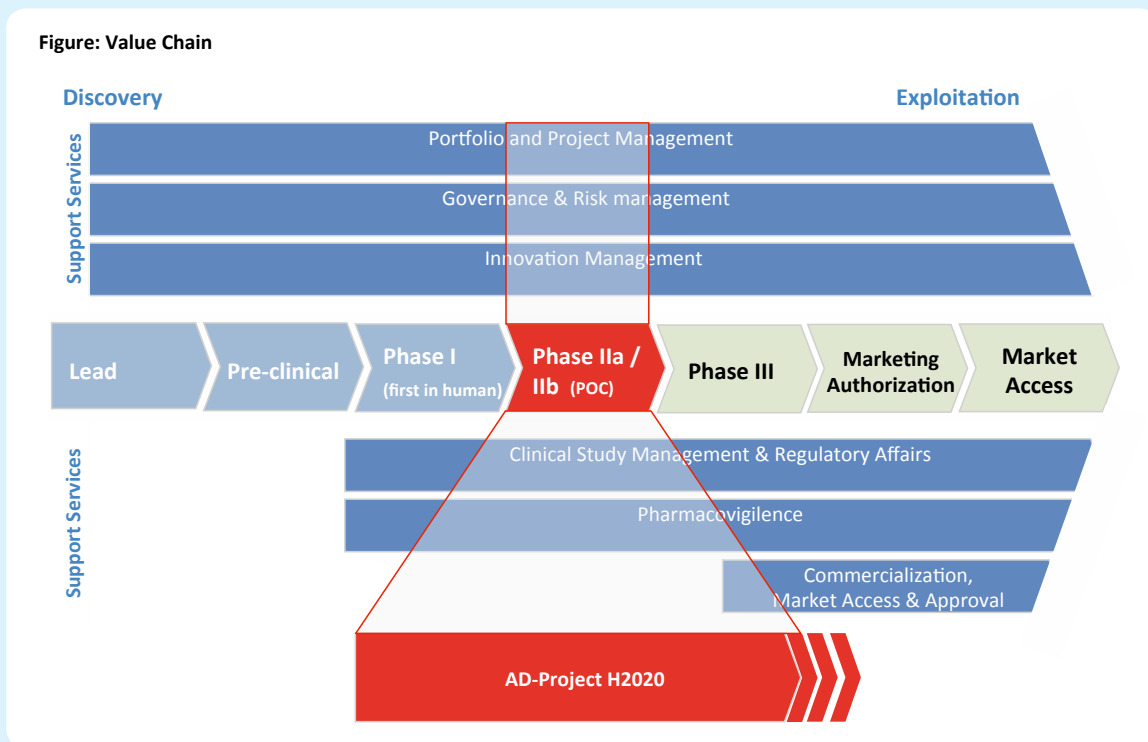 Figure: Value Chain
Discovery
Exploitation
Support Services
Portfolio and Project Management
Governance & Risk management
Innovation Management
Lead
Pre-clinical
Phase I
(first in human)
Phase IIa /
IIb (POC)
Phase III
Marketing
Authorization
Market
Access
Support Services
Clinical Study Management & Regulatory Affairs
Pharmacovigilence
Commercialization,
Market Access & Approval
AD-Project H2020